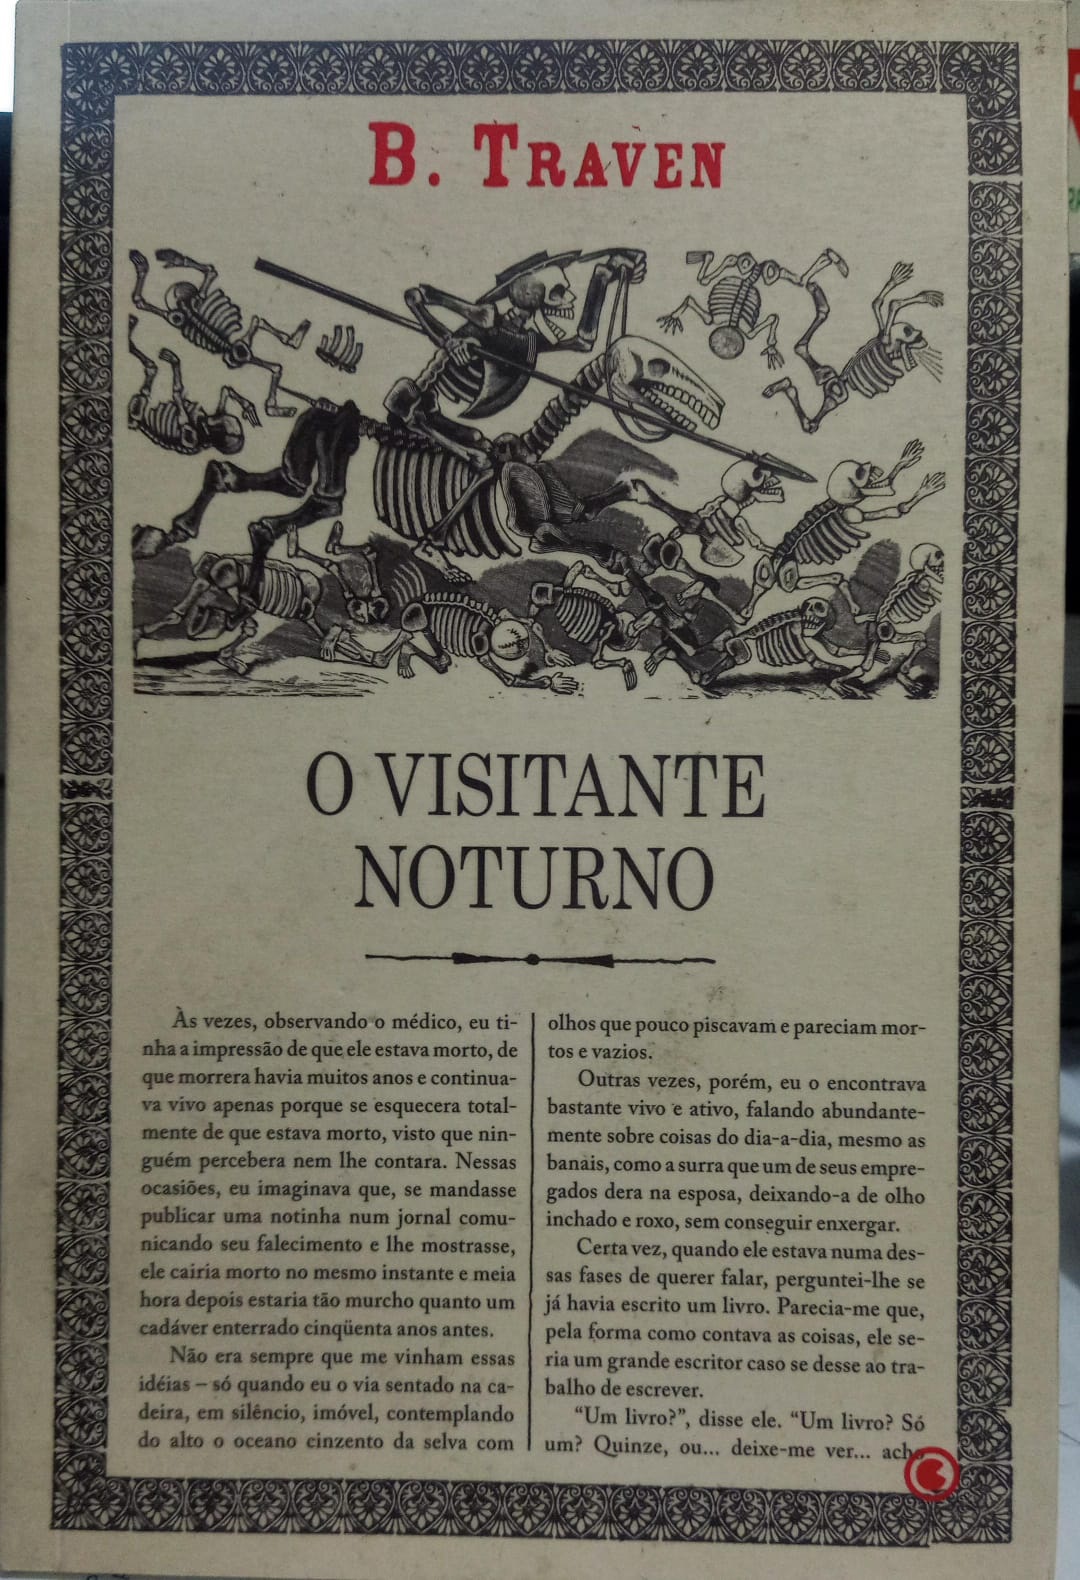 B. TRAVEN
O VISITANTE
NOTURNO
Às vezes, observando o médico, eu ti-
nha a impressão de que ele estava morto, de
que morrera havia muitos anos e continua-
va vivo apenas porque se esquecera total-
mente de que estava morto, visto que nin-
guém percebera nem lhe contara. Nessas
ocasiões, eu imaginava que, se mandasse
publicar uma notinha num jornal comu-
nicando seu falecimento e lhe mostrasse,
ele cairia morto no mesmo instante e meia
hora depois estaria tão murcho quanto um
cadáver enterrado cinqüenta anos antes.
Não era sempre que me vinham essas
idéias – só quando eu o via sentado na ca-
deira, em silêncio, imóvel, contemplando
do alto o oceano cinzento da selva com
olhos que pouco piscavam e pareciam mor-
tos e vazios.
Outras vezes, porém, eu o encontrava
bastante vivo e ativo, falando abundante-
mente sobre coisas do dia-a-dia, mesmo as
banais, como a surra que um de seus empre-
gados dera na esposa, deixando-a de olho
inchado e roxo, sem conseguir enxergar.
Certa vez, quando ele estava numa des-
sas fases de querer falar, perguntei-lhe se
já havia escrito um livro. Parecia-me que,
pela forma como contava as coisas, ele se-
ria um grande escritor caso se desse ao tra-
balho de escrever.
"Um livro?", disse ele. "Um livro? Só
um? Quinze, ou... deixe-me ver... acho